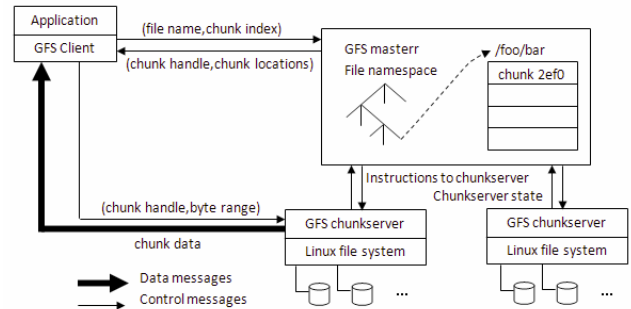 Application
GFS Client
(file name,chunk index)
(chunk handle,chunk locations)
GFS masterr
File namespace
/foo/bar
chunk 2ef0
Instructions to chunkserver
Chunkserver state
(chunk handle,byte range)
chunk data
GFS chunkserver
Linux file system
...
GFS chunkserver
Linux file system
...
Data messages
Control messages